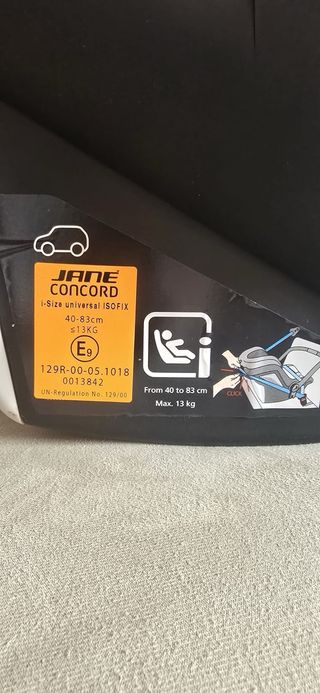 JANÉ
CONCORD
i-Size universal ISOFIX
40-83cm
≤13KG
E9
129R-00-05.1018
0013842
UN-Regulation No. 129/00
i
From 40 to 83 cm
Max. 13 kg
CLICK